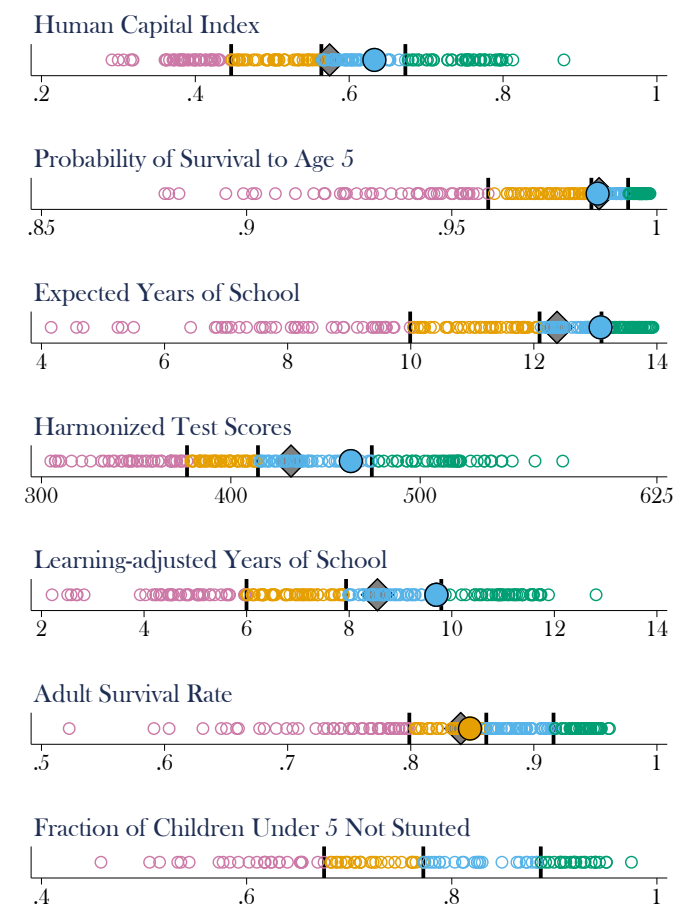 Human Capital Index
.2 .4 .6 .8 1
Probability of Survival to Age 5
.85 .9 .95 1
Expected Years of School
4 6 8 10 12 14
Harmonized Test Scores
300 400 500 625
Learning-adjusted Years of School
2 4 6 8 10 12 14
Adult Survival Rate
.5 .6 .7 .8 .9 1
Fraction of Children Under 5 Not Stunted
.4 .6 .8 1